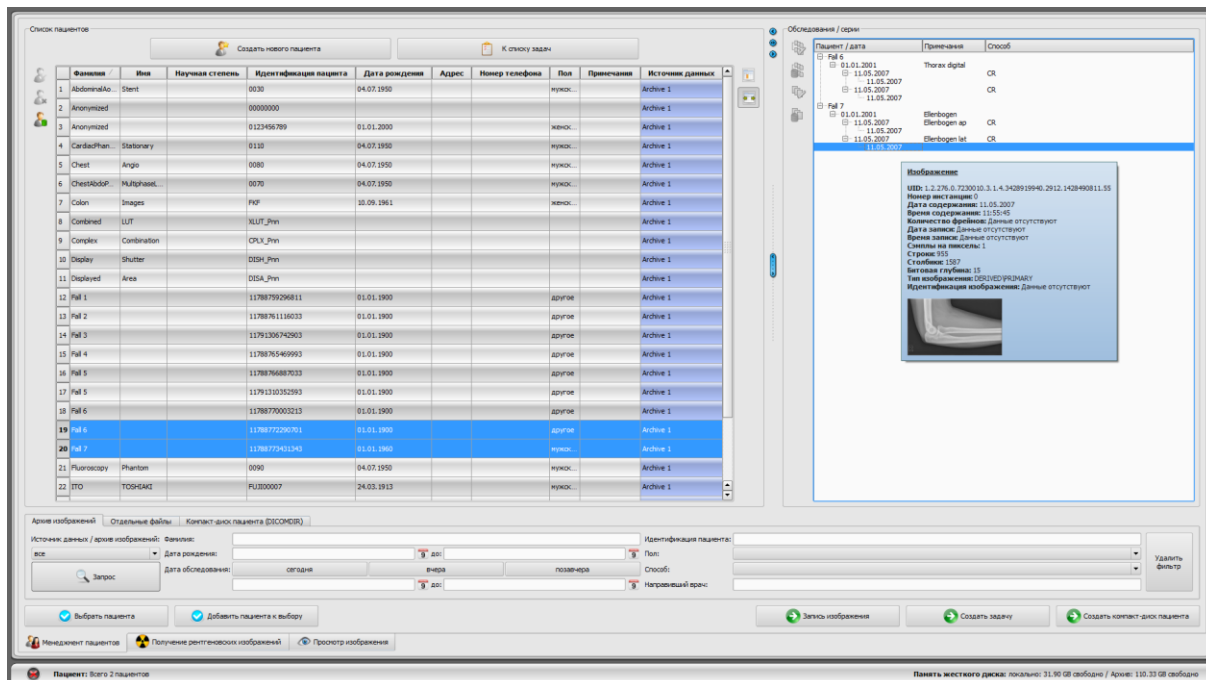 Список пациентов
Создать нового пациента
К списку задач
Фамилия Имя Научная степень Идентификация пациента Дата рождения Адрес Номер телефона Пол Примечания Источник данных
1 AbdominalAo... Stent 0030 04.07.1950 мужск... Archive 1
2 Anonymized 00000000 Archive 1
3 Anonymized 0123456789 01.01.2000 женск... Archive 1
4 CardiacPhan... Stationary 0110 04.07.1950 мужск... Archive 1
5 Chest Angio 0080 04.07.1950 мужск... Archive 1
6 ChestAbdoP... MultiphaseL... 0070 04.07.1950 мужск... Archive 1
7 Colon Images FKF 10.09.1961 женск... Archive 1
8 Combined LUT XLUT_Pnn Archive 1
9 Complex Combination CPLX_Pnn Archive 1
10 Display Shutter DISH_Pnn Archive 1
11 Displayed Area DISA_Pnn Archive 1
12 Fall 1 11788759296811 01.01.1900 другое Archive 1
13 Fall 2 11788761116033 01.01.1900 другое Archive 1
14 Fall 3 11791306742903 01.01.1900 другое Archive 1
15 Fall 4 11788765469993 01.01.1900 другое Archive 1
16 Fall 5 11788766887033 01.01.1900 другое Archive 1
17 Fall 5 11791310352593 01.01.1900 другое Archive 1
18 Fall 6 11788770003213 01.01.1900 другое Archive 1
19 Fall 6 11788772290701 01.01.1900 другое Archive 1
20 Fall 7 11788773431343 01.01.1960 мужск... Archive 1
21 Fluoroscopy Phantom 0090 04.07.1950 мужск... Archive 1
22 ITO TOSHIAKI FUJI00007 24.03.1913 мужск... Archive 1
Обследования / серии
Пациент / дата Примечания Способ
Fall 6
01.01.2001 Thorax digital
11.05.2007 CR
11.05.2007
11.05.2007 CR
11.05.2007
Fall 7
01.01.2001 Ellenbogen
11.05.2007 Ellenbogen ap CR
11.05.2007
11.05.2007 Ellenbogen lat CR
11.05.2007
Изображение
UID: 1.2.276.0.7230010.3.1.4.3428919940.2912.1428490811.55
Номер инстанции: 0
Дата содержания: 11.05.2007
Время содержания: 11:55:45
Количество фреймов: Данные отсутствуют
Дата записи: Данные отсутствуют
Время записи: Данные отсутствуют
Сэмплы на пиксель: 1
Строки: 955
Столбики: 1587
Битовая глубина: 15
Тип изображения: DERIVED\PRIMARY
Идентификация изображения: Данные отсутствуют
Архив изображений Отдельные файлы Компакт-диск пациента (DICOMDIR)
Источник данных / архив изображений: Фамилия: Идентификация пациента:
все Дата рождения: 9 до: 9 Пол:
Запрос Дата обследования: сегодня вчера позавчера Способ:
9 до: 9 Направивший врач:
Удалить
фильтр
Выбрать пациента Добавить пациента к выбору Запись изображения Создать задачу Создать компакт-диск пациента
Менеджмент пациентов Получение рентгеновских изображений Просмотр изображения
Пациент: Всего 2 пациентов Память жесткого диска: локально: 31.90 GB свободно / Архив: 110.33 GB свободно